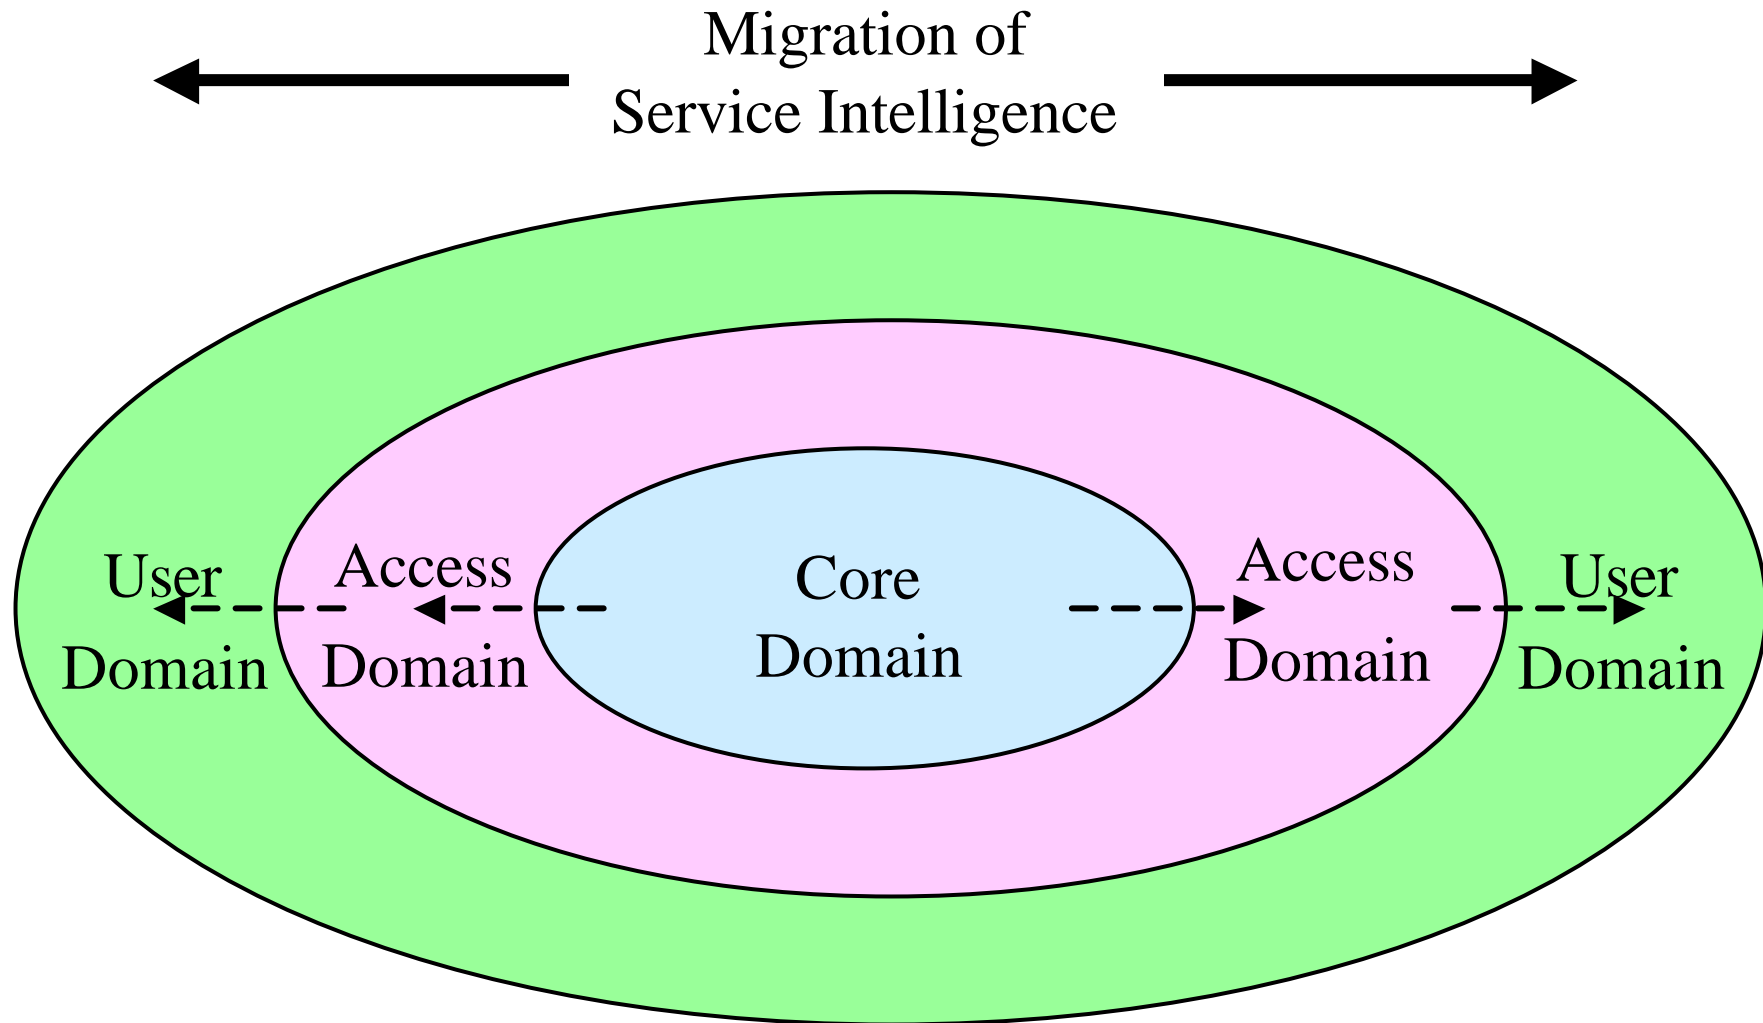 Migration of
Service Intelligence
User
Domain
Access
Domain
Core
Domain
Access
Domain
User
Domain